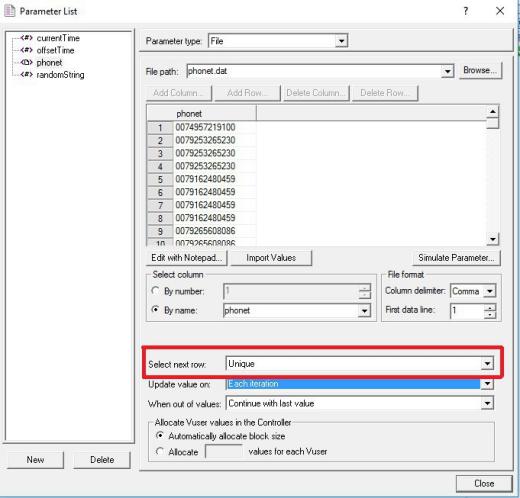 Parameter List
? X
<#> currentTime
<#> offsetTime
phonet
<#> randomString
Parameter type: File
File path: phonet.dat Browse...
Add Column... Add Row... Delete Column... Delete Row...
phonet
1 0074957219100
2 0079253265230
3 0079253265230
4 0079253265230
5 0079162480459
6 0079162480459
7 0079162480459
8 0079162480459
9 0079265608086
10 0079265608086
Edit with Notepad... Import Values Simulate Parameter...
Select column
By number: 1
By name: phonet
File format
Column delimiter: Comma
First data line: 1
Select next row: Unique
Update value on: Each iteration
When out of values: Continue with last value
Allocate Vuser values in the Controller
Automatically allocate block size
Allocate values for each Vuser
New Delete
Close